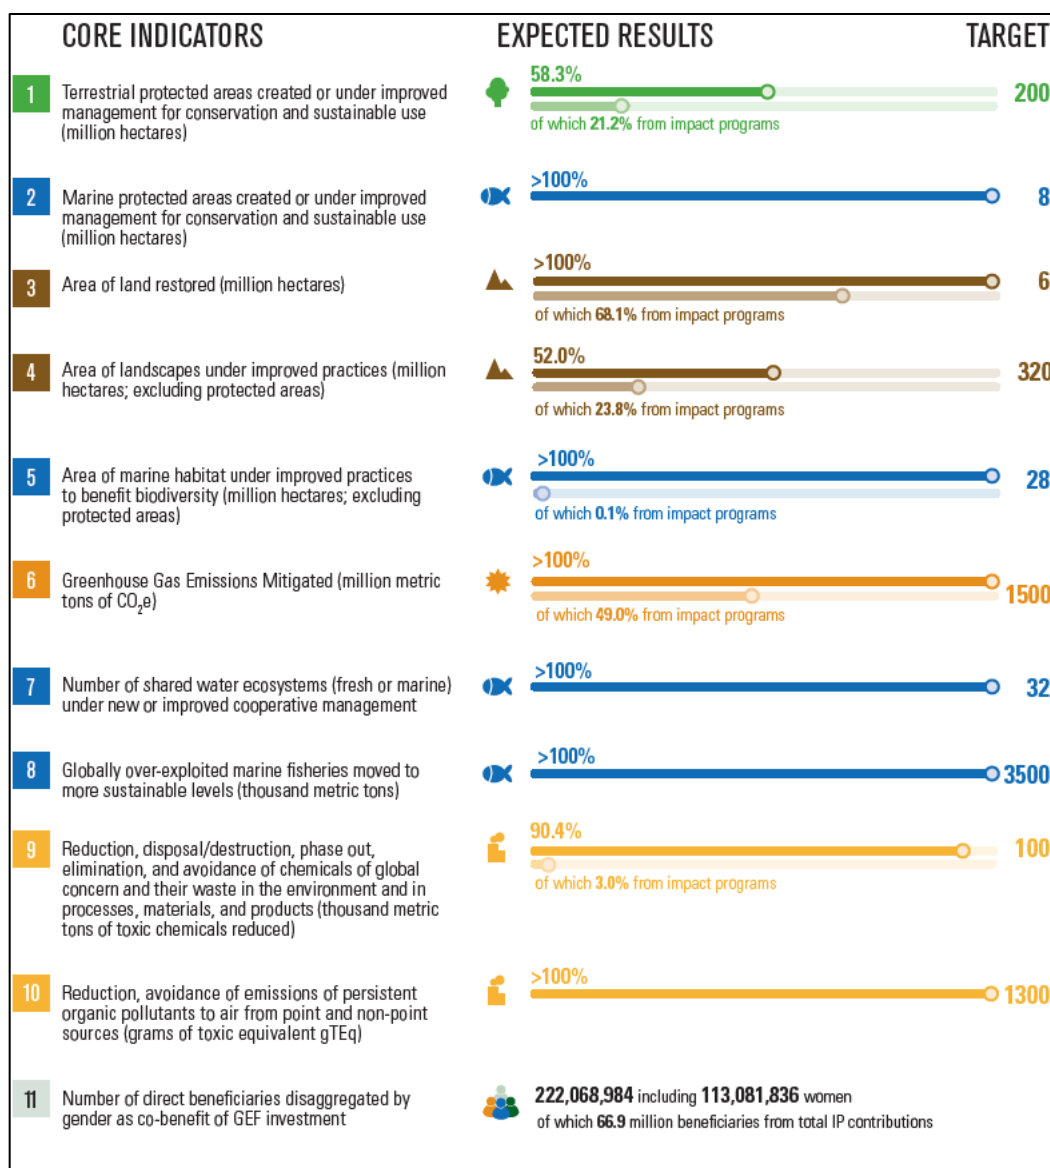 CORE INDICATORS
EXPECTED RESULTS
TARGET
1
Terrestrial protected areas created or under improved
management for conservation and sustainable use
(million hectares)
58.3%
of which 21.2% from impact programs
200
2
Marine protected areas created or under improved
management for conservation and sustainable use
(million hectares)
>100%
8
3
Area of land restored (million hectares)
>100%
of which 68.1% from impact programs
6
4
Area of landscapes under improved practices (million
hectares; excluding protected areas)
52.0%
of which 23.8% from impact programs
320
5
Area of marine habitat under improved practices
to benefit biodiversity (million hectares; excluding
protected areas)
>100%
of which 0.1% from impact programs
28
6
Greenhouse Gas Emissions Mitigated (million metric
tons of CO₂e)
>100%
of which 49.0% from impact programs
1500
7
Number of shared water ecosystems (fresh or marine)
under new or improved cooperative management
>100%
32
8
Globally over-exploited marine fisheries moved to
more sustainable levels (thousand metric tons)
>100%
3500
9
Reduction, disposal/destruction, phase out,
elimination, and avoidance of chemicals of global
concern and their waste in the environment and in
processes, materials, and products (thousand metric
tons of toxic chemicals reduced)
90.4%
of which 3.0% from impact programs
100
10
Reduction, avoidance of emissions of persistent
organic pollutants to air from point and non-point
sources (grams of toxic equivalent gTEq)
>100%
1300
11
Number of direct beneficiaries disaggregated by
gender as co-benefit of GEF investment
222,068,984 including 113,081,836 women
of which 66.9 million beneficiaries from total IP contributions